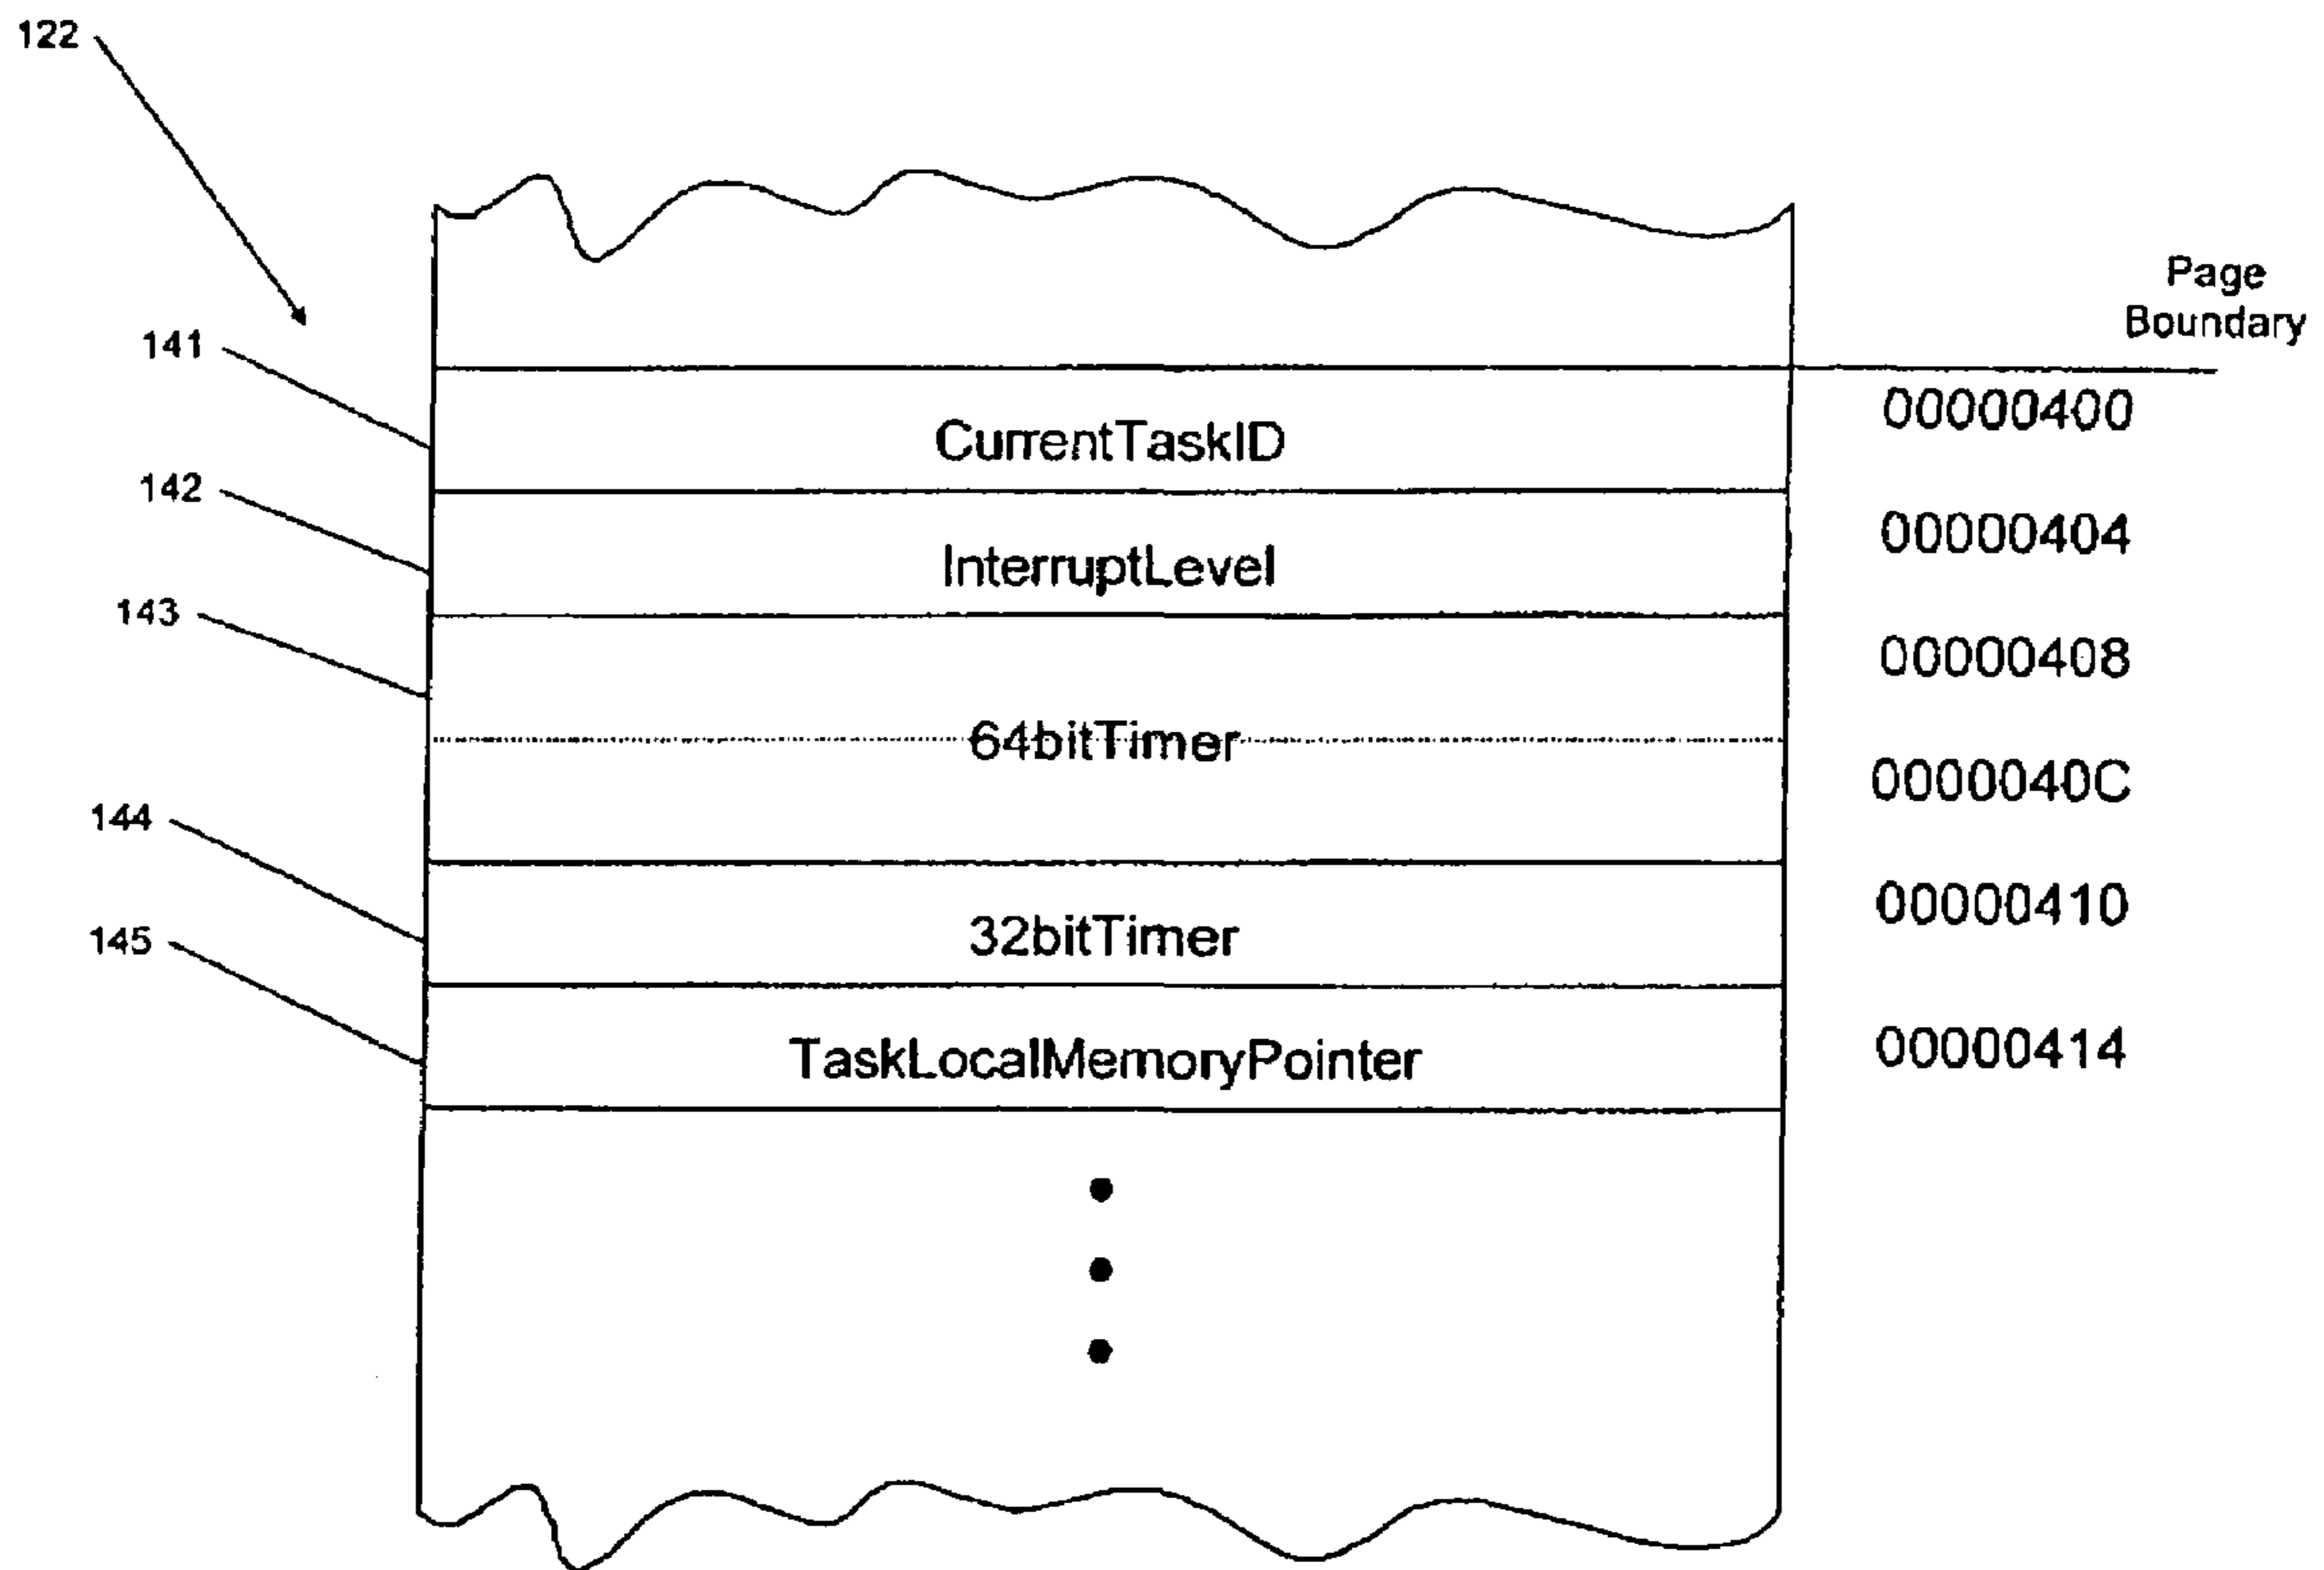 122
Page
Boundary
141
00000400
CurrentTaskID
142
00000404
InterruptLevel
143
00000408
64bitTimer
0000040C
144
00000410
32bitTimer
145
00000414
TaskLocalMemoryPointer